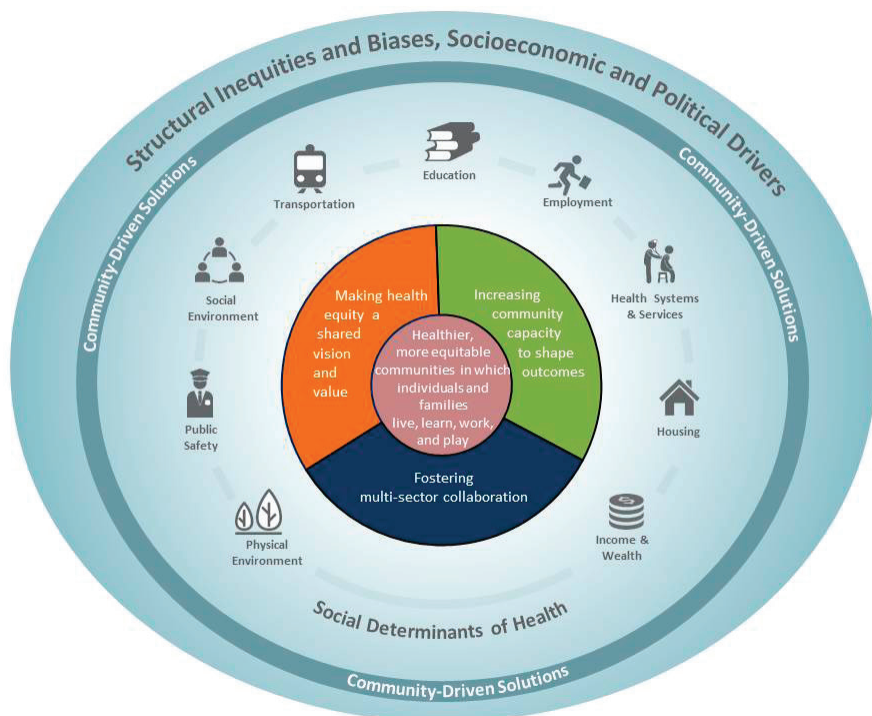 Structural Inequities and Biases, Socioeconomic and Political Drivers
Community-Driven Solutions
Community-Driven Solutions
Education
Transportation
Employment
Social
Environment
Health Systems
& Services
Public
Safety
Housing
Physical
Environment
Income &
Wealth
Making health
equity a
shared
vision
and
value
Increasing
community
capacity
to shape
outcomes
Healthier,
more equitable
communities in which
individuals and
families
live, learn, work,
and play
Fostering
multi-sector collaboration
Social Determinants of Health
Community-Driven Solutions